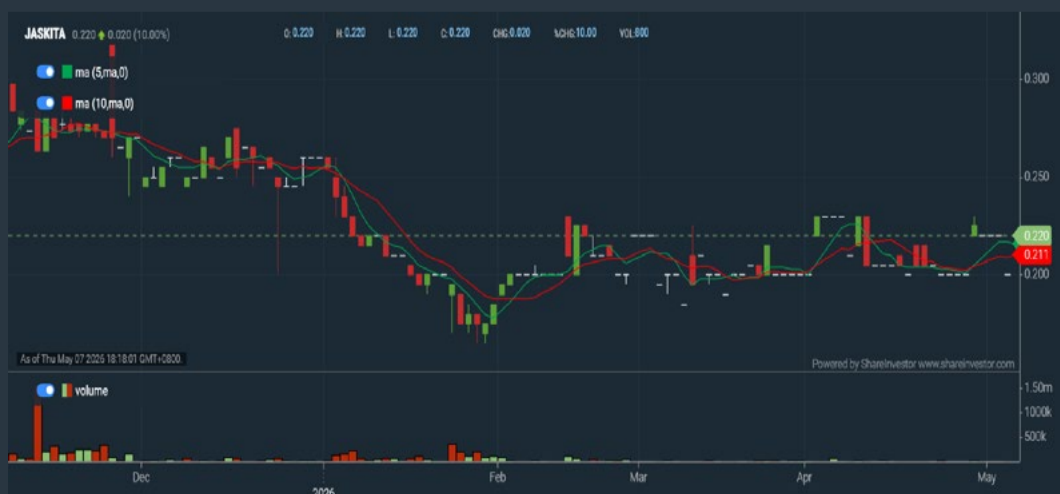 JASKITA 0.220 0.020 (10.00%) O: 0.220 H: 0.220 L: 0.220 C: 0.220 CHG:0.020 %CHG:10.00 VOL:800
ma (5,ma,0)
ma (10,ma,0)
0.300
0.250
0.220
0.211
0.200
As of Thu May 07 2026 18:18:01 GMT+0800.
Powered by ShareInvestor www.shareinvestor.com
volume
1.50m
1000k
500k
Dec Feb Mar Apr May
2026